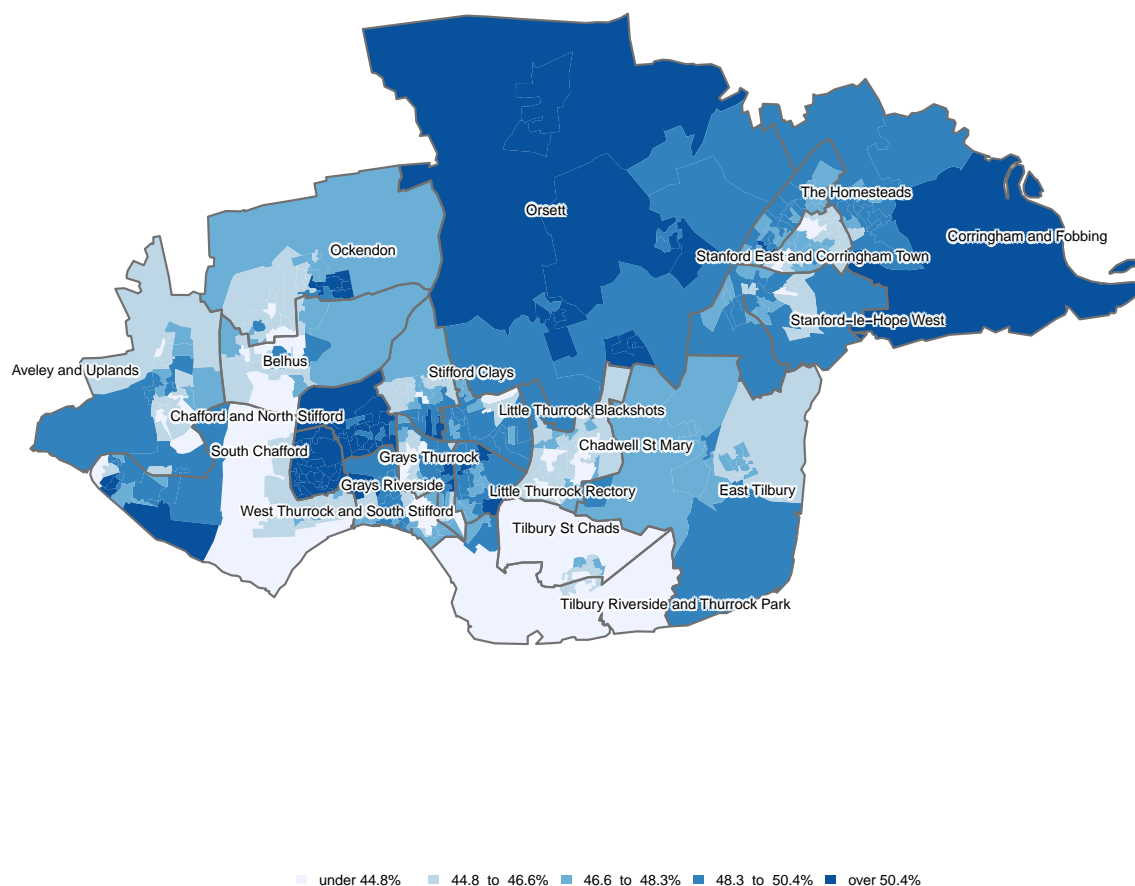 The Homesteads
Orsett
Corringham and Fobbing
Ockendon
Stanford East and Corringham Town
Stanford−le−Hope West
Belhus
Aveley and Uplands
Stifford Clays
Little Thurrock Blackshots
Chafford and North Stifford
Chadwell St Mary
South Chafford
Grays Thurrock
Grays Riverside
Little Thurrock Rectory
East Tilbury
West Thurrock and South Stifford
Tilbury St Chads
Tilbury Riverside and Thurrock Park
under 44.8% 44.8 to 46.6% 46.6 to 48.3% 48.3 to 50.4% over 50.4%